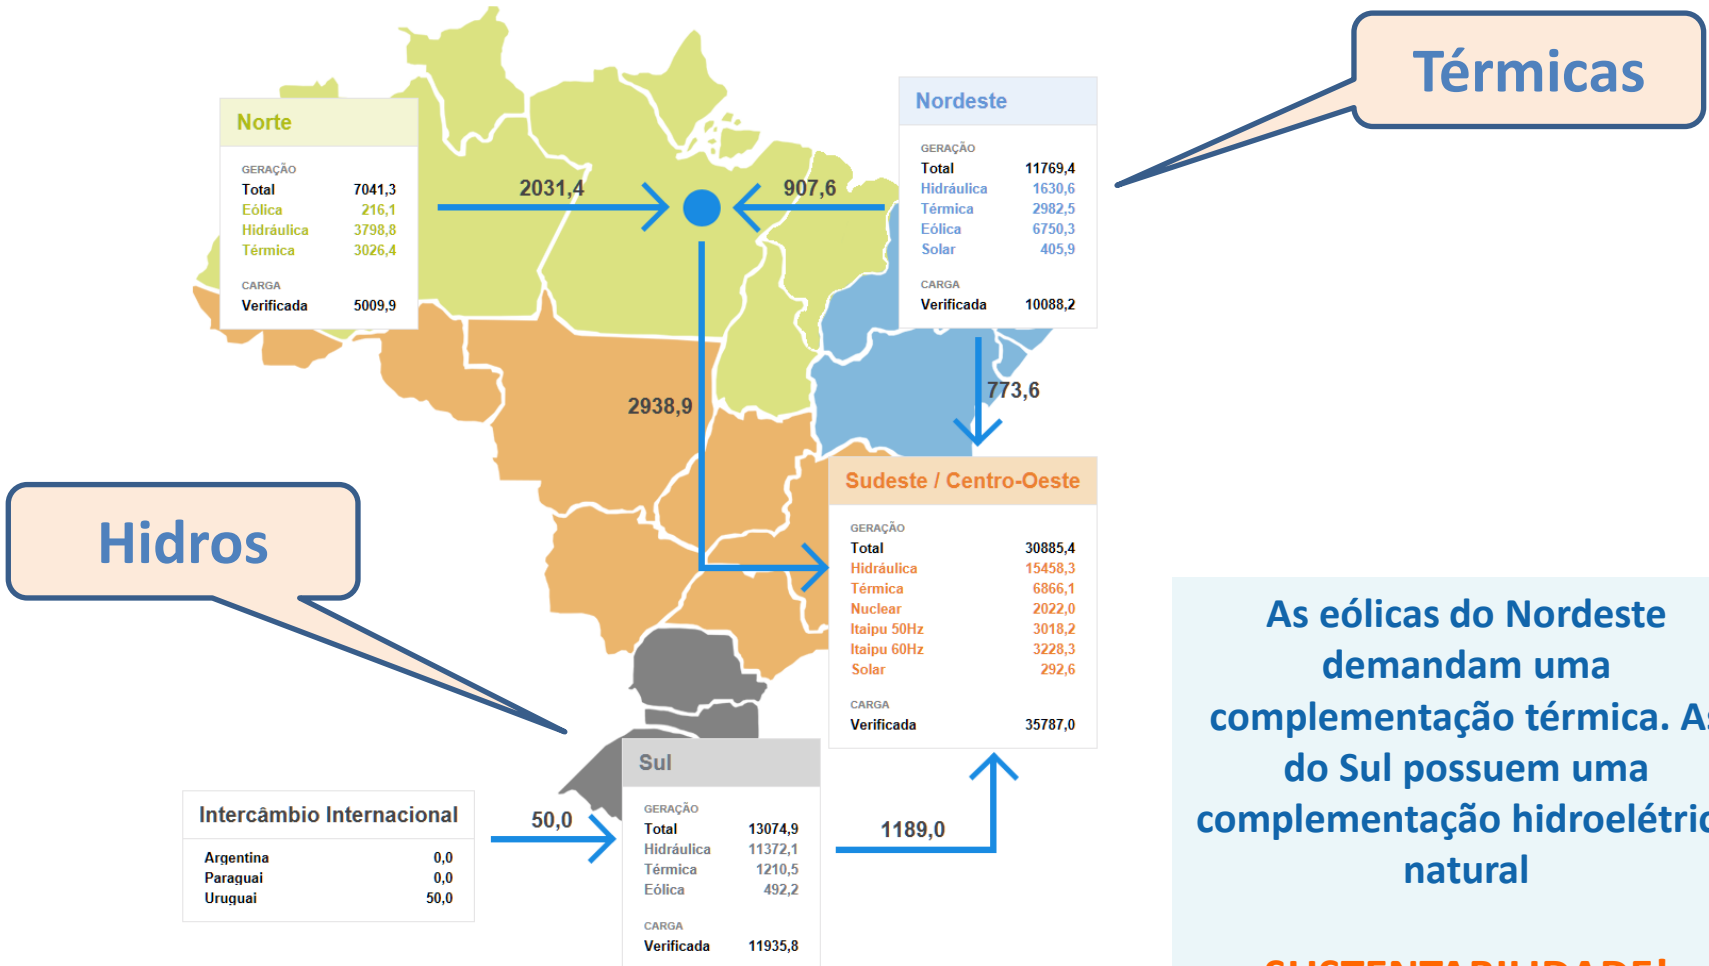 Térmicas
Norte
GERAÇÃO
Total 7041,3
Eólica 216,1
Hidráulica 3798,8
Térmica 3026,4
CARGA
Verificada 5009,9
2031,4
907,6
Nordeste
GERAÇÃO
Total 11769,4
Hidráulica 1630,6
Térmica 2982,5
Eólica 6750,3
Solar 405,9
CARGA
Verificada 10088,2
2938,9
773,6
Hidros
Sudeste / Centro-Oeste
GERAÇÃO
Total 30885,4
Hidráulica 15458,3
Térmica 6866,1
Nuclear 2022,0
Itaipu 50Hz 3018,2
Itaipu 60Hz 3228,3
Solar 292,6
CARGA
Verificada 35787,0
As eólicas do Nordeste
demandam uma
complementação térmica. As
do Sul possuem uma
complementação hidroelétric
natural
SUSTENTABILIDADE!
Intercâmbio Internacional
Argentina 0,0
Paraguai 0,0
Uruguai 50,0
50,0
Sul
GERAÇÃO
Total 13074,9
Hidráulica 11372,1
Térmica 1210,5
Eólica 492,2
CARGA
Verificada 11935,8
1189,0